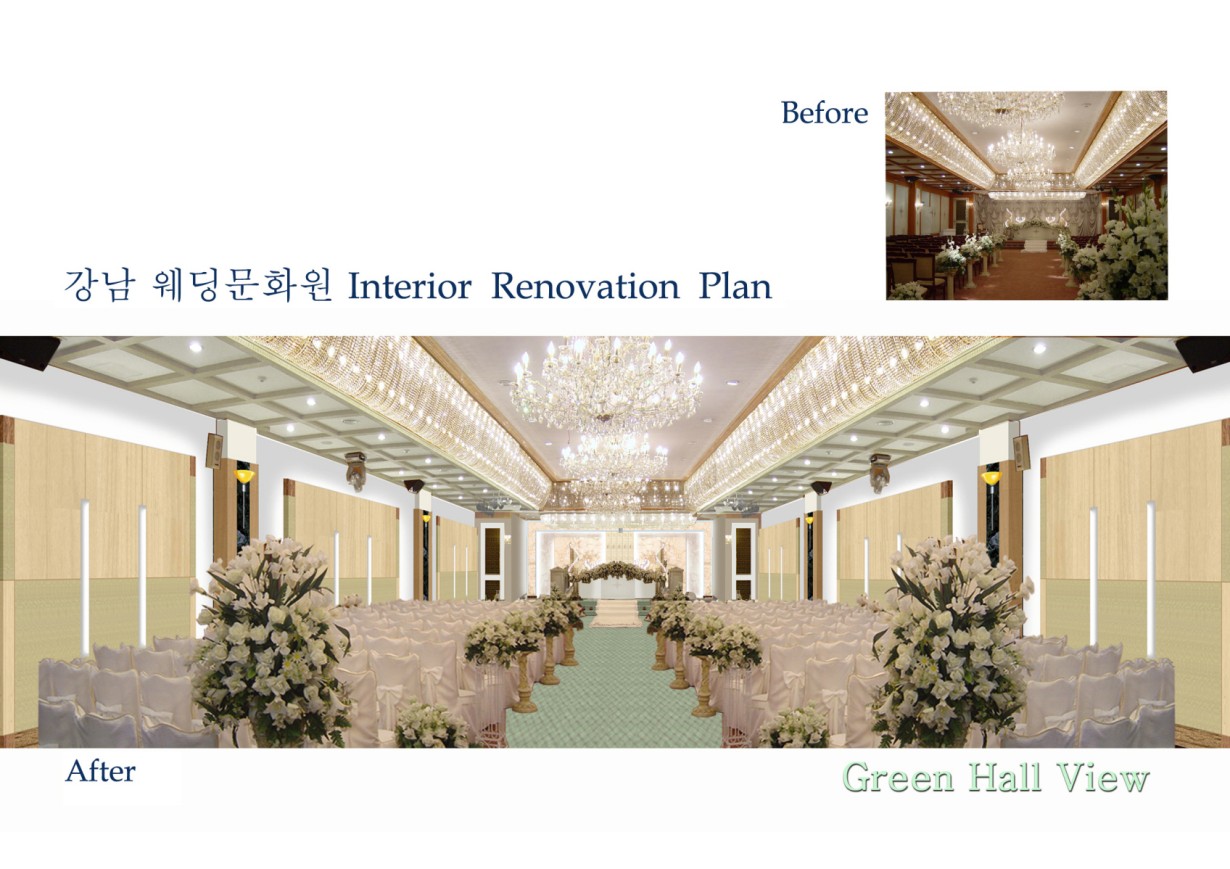 Before
강남 웨딩문화원 Interior Renovation Plan
After
Green Hall View